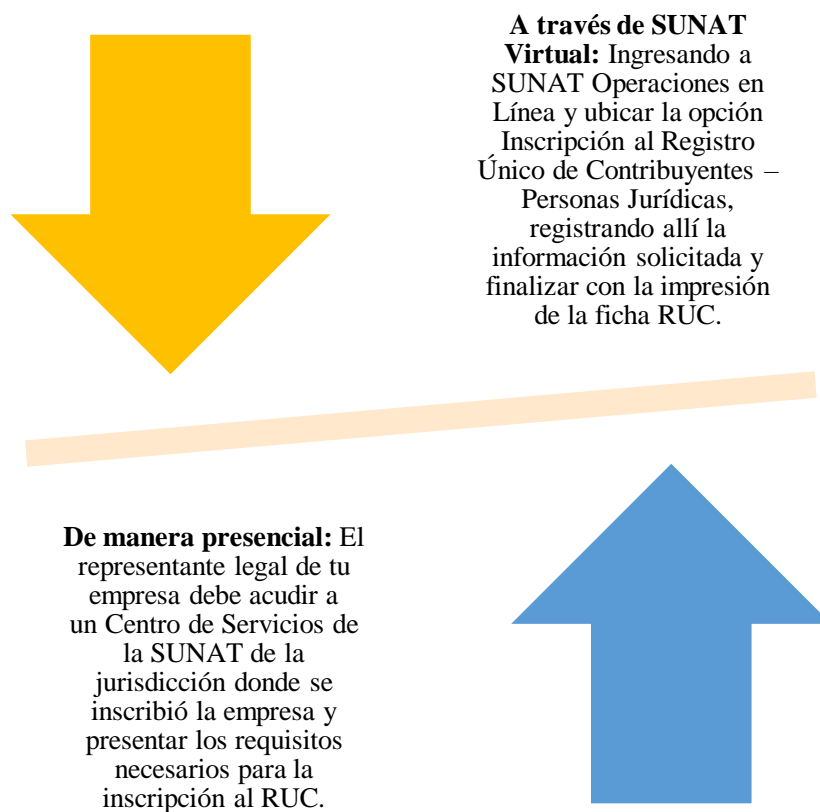 A través de SUNAT
Virtual: Ingresando a
SUNAT Operaciones en
Línea y ubicar la opción
Inscripción al Registro
Único de Contribuyentes –
Personas Jurídicas,
registrando allí la
información solicitada y
finalizar con la impresión
de la ficha RUC.
De manera presencial: El
representante legal de tu
empresa debe acudir a
un Centro de Servicios de
la SUNAT de la
jurisdicción donde se
inscribió la empresa y
presentar los requisitos
necesarios para la
inscripción al RUC.